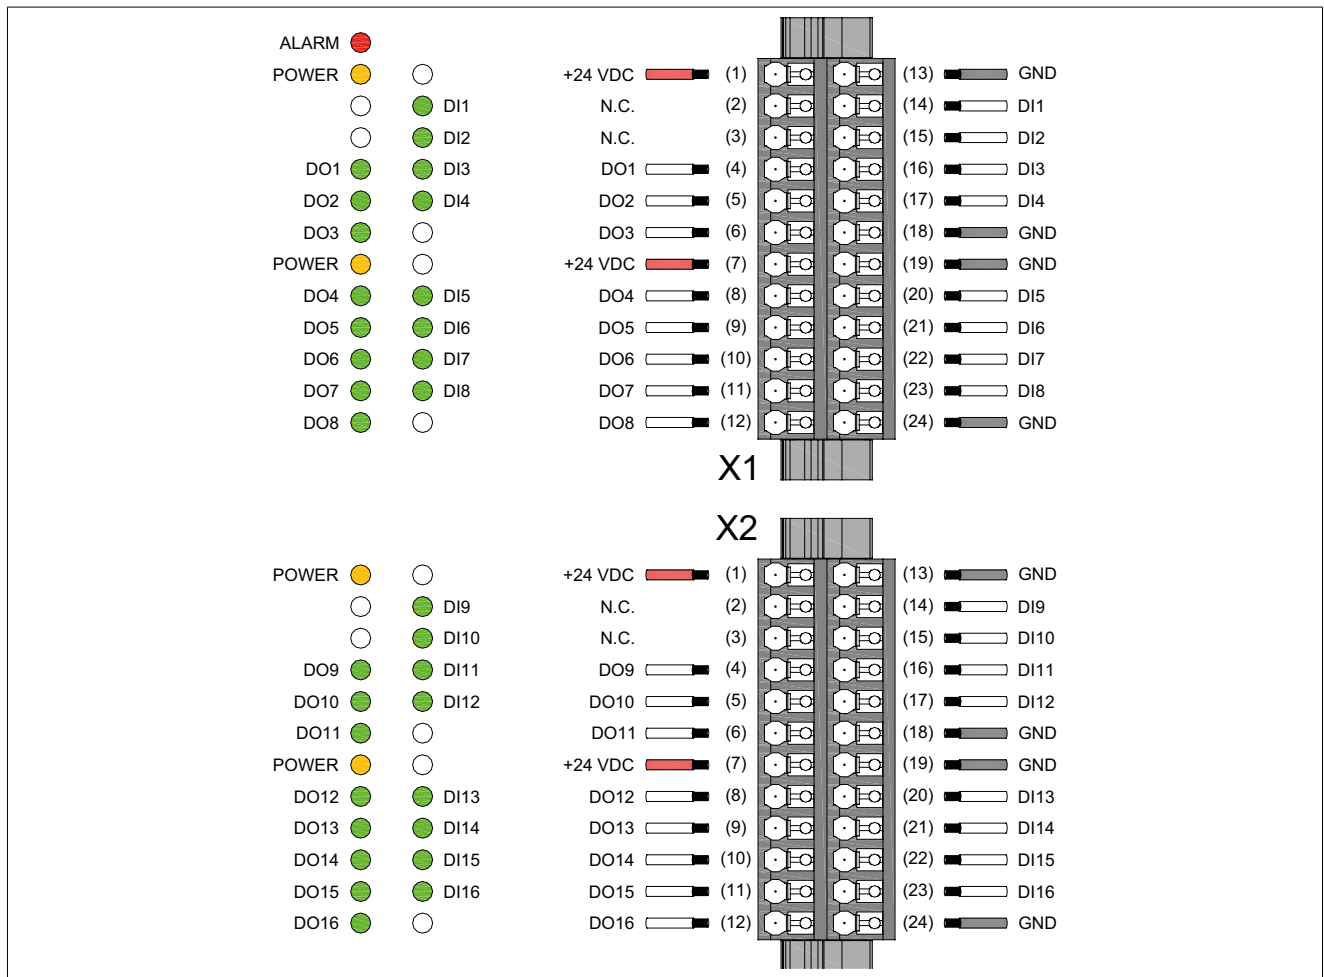 ALARM
POWER +24 VDC (1) (13) GND
DI1 N.C. (2) (14) DI1
DI2 N.C. (3) (15) DI2
DO1 DI3 DO1 (4) (16) DI3
DO2 DI4 DO2 (5) (17) DI4
DO3 DO3 (6) (18) GND
POWER +24 VDC (7) (19) GND
DO4 DI5 DO4 (8) (20) DI5
DO5 DI6 DO5 (9) (21) DI6
DO6 DI7 DO6 (10) (22) DI7
DO7 DI8 DO7 (11) (23) DI8
DO8 DO8 (12) (24) GND
X1
X2
POWER +24 VDC (1) (13) GND
DI9 N.C. (2) (14) DI9
DI10 N.C. (3) (15) DI10
DO9 DI11 DO9 (4) (16) DI11
DO10 DI12 DO10 (5) (17) DI12
DO11 DO11 (6) (18) GND
POWER +24 VDC (7) (19) GND
DO12 DI13 DO12 (8) (20) DI13
DO13 DI14 DO13 (9) (21) DI14
DO14 DI15 DO14 (10) (22) DI15
DO15 DI16 DO15 (11) (23) DI16
DO16 DO16 (12) (24) GND